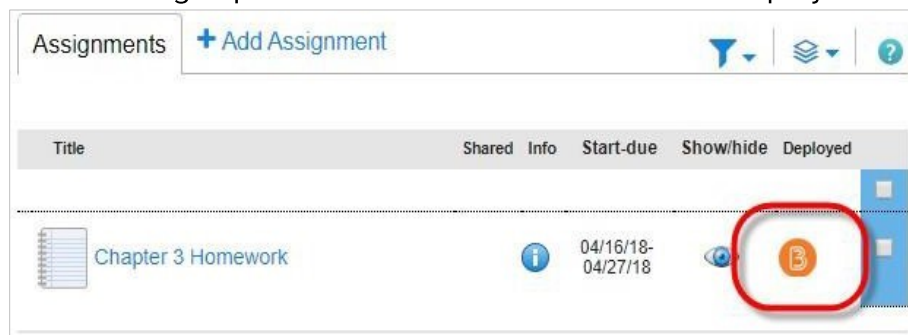 Assignments + Add Assignment ?
Title Shared Info Start-due Show/hide Deployed
Chapter 3 Homework i 04/16/18-
04/27/18 B